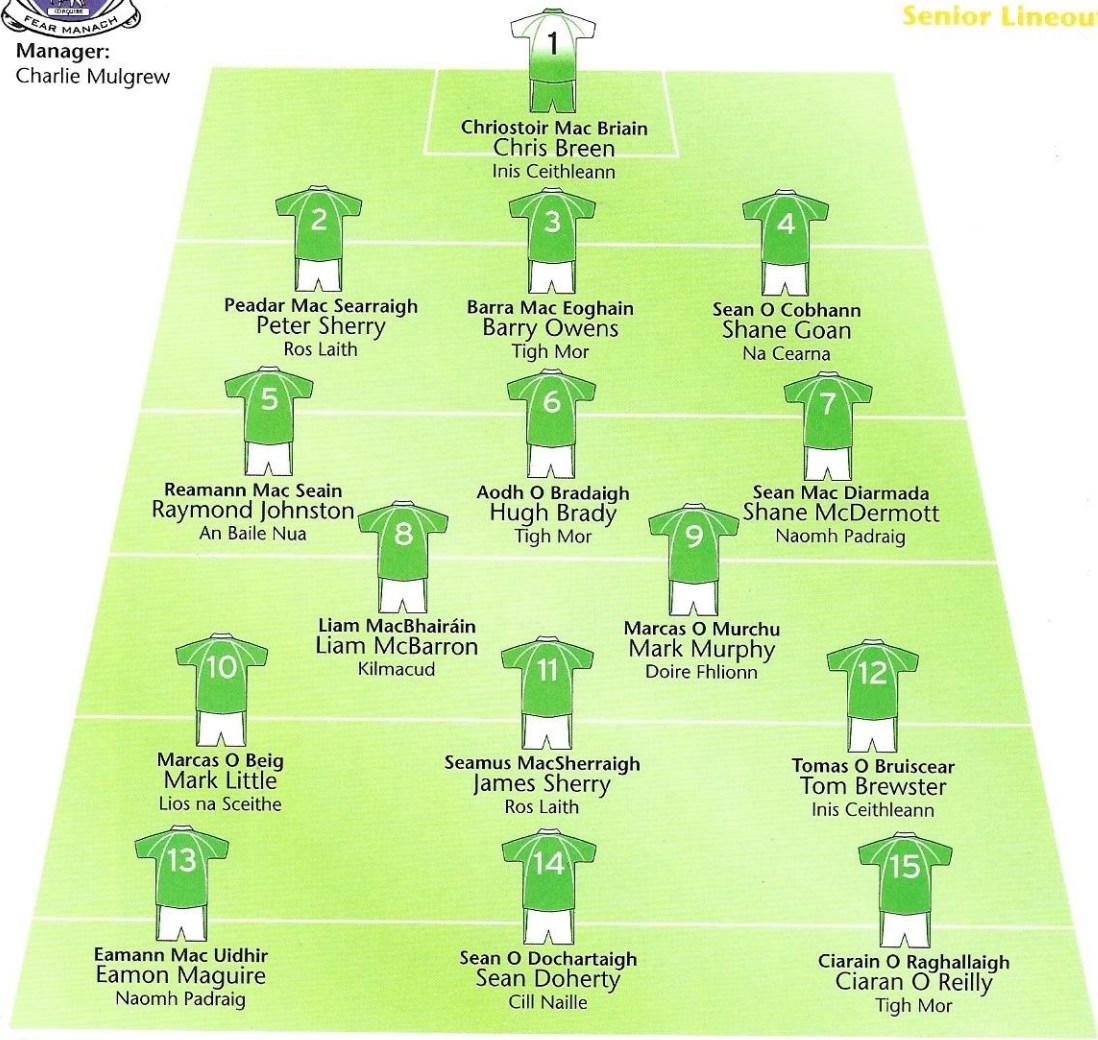 COAGUIRE
FEAR MANACH
Manager:
Charlie Mulgrew
Senior Lineou
1
Chriostoir Mac Briain
Chris Breen
Inis Ceithleann
2
Peadar Mac Searraigh
Peter Sherry
Ros Laith
3
Barra Mac Eoghain
Barry Owens
Tigh Mor
4
Sean O Cobhann
Shane Goan
Na Cearna
5
Reamann Mac Seain
Raymond Johnston
An Baile Nua
6
Aodh O Bradaigh
Hugh Brady
Tigh Mor
7
Sean Mac Diarmada
Shane McDermott
Naomh Padraig
8
Liam MacBhairáin
Liam McBarron
Kilmacud
9
Marcas O Murchu
Mark Murphy
Doire Fhlionn
10
Marcas O Beig
Mark Little
Lios na Sceithe
11
Seamus MacSherraigh
James Sherry
Ros Laith
12
Tomas O Bruiscear
Tom Brewster
Inis Ceithleann
13
Eamann Mac Uidhir
Eamon Maguire
Naomh Padraig
14
Sean O Dochartaigh
Sean Doherty
Cill Naille
15
Ciarain O Raghallaigh
Ciaran O Reilly
Tigh Mor